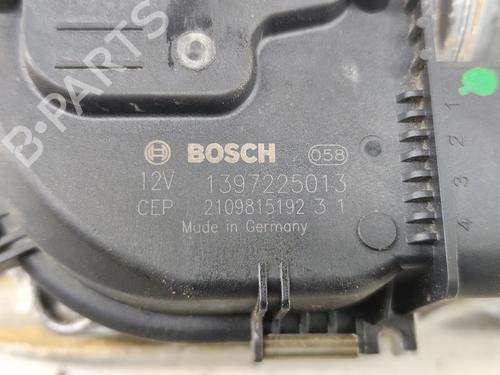 B-Parts
BOSCH 058
12V 1397225013
CEP 2109815192 3 1
Made in Germany
1
2
3
4